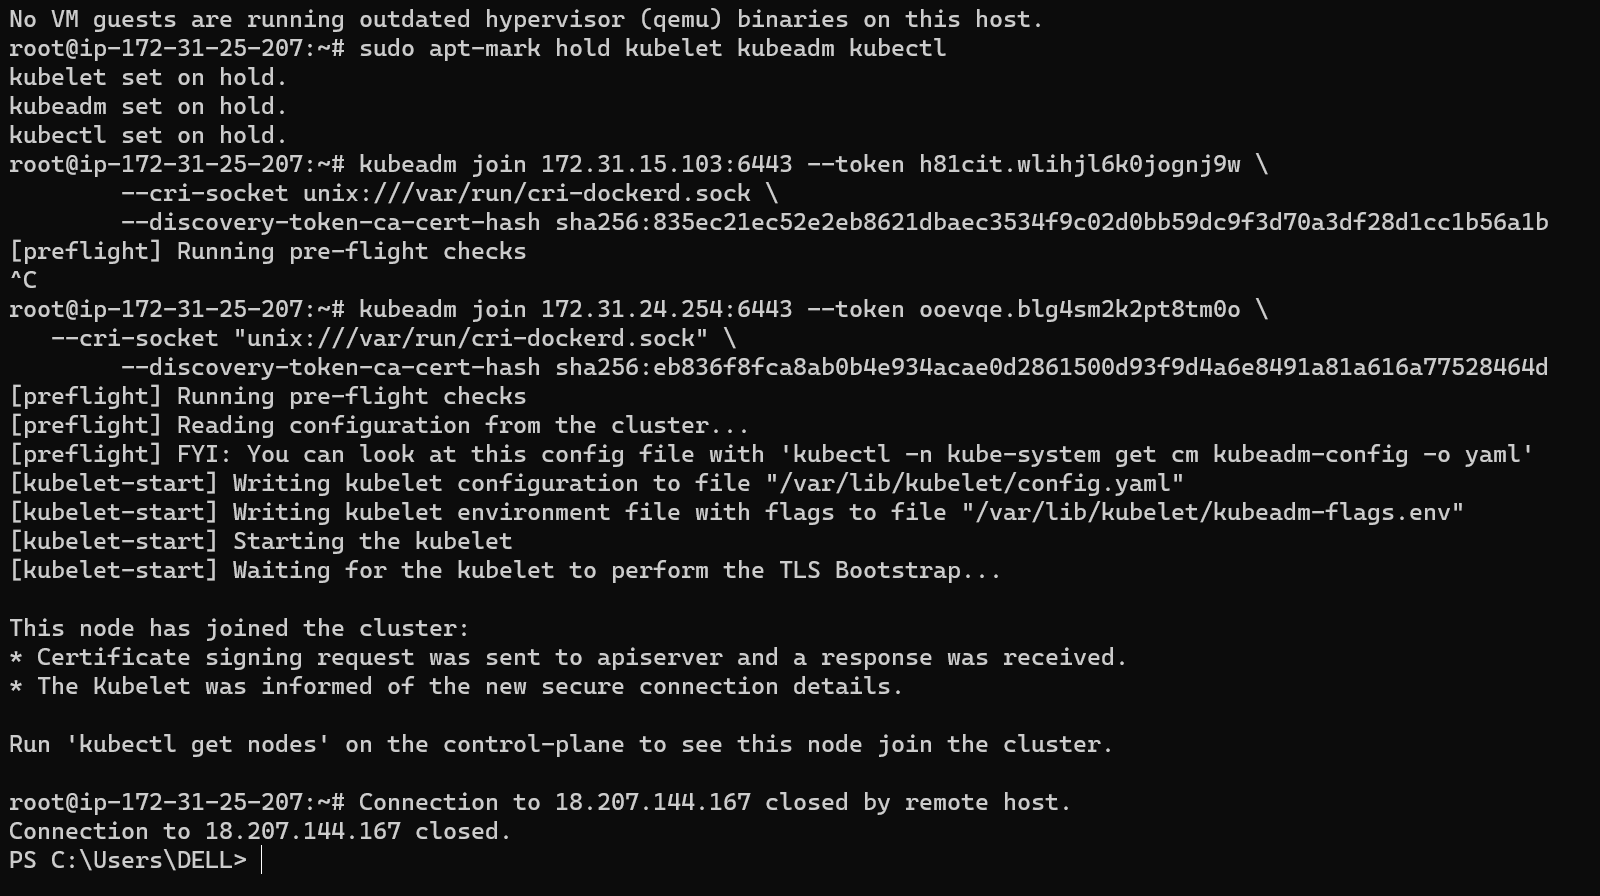 No VM guests are running outdated hypervisor (qemu) binaries on this host.
root@ip-172-31-25-207:~# sudo apt-mark hold kubelet kubeadm kubectl
kubelet set on hold.
kubeadm set on hold.
kubectl set on hold.
root@ip-172-31-25-207:~# kubeadm join 172.31.15.103:6443 --token h81cit.wlihjl6k0jognj9w \
        --cri-socket unix:///var/run/cri-dockerd.sock \
        --discovery-token-ca-cert-hash sha256:835ec21ec52e2eb8621dbaec3534f9c02d0bb59dc9f3d70a3df28d1cc1b56a1b
[preflight] Running pre-flight checks
^C
root@ip-172-31-25-207:~# kubeadm join 172.31.24.254:6443 --token ooevqe.blg4sm2k2pt8tm0o \
   --cri-socket "unix:///var/run/cri-dockerd.sock" \
        --discovery-token-ca-cert-hash sha256:eb836f8fca8ab0b4e934acae0d2861500d93f9d4a6e8491a81a616a77528464d
[preflight] Running pre-flight checks
[preflight] Reading configuration from the cluster...
[preflight] FYI: You can look at this config file with 'kubectl -n kube-system get cm kubeadm-config -o yaml'
[kubelet-start] Writing kubelet configuration to file "/var/lib/kubelet/config.yaml"
[kubelet-start] Writing kubelet environment file with flags to file "/var/lib/kubelet/kubeadm-flags.env"
[kubelet-start] Starting the kubelet
[kubelet-start] Waiting for the kubelet to perform the TLS Bootstrap...

This node has joined the cluster:
* Certificate signing request was sent to apiserver and a response was received.
* The Kubelet was informed of the new secure connection details.

Run 'kubectl get nodes' on the control-plane to see this node join the cluster.

root@ip-172-31-25-207:~# Connection to 18.207.144.167 closed by remote host.
Connection to 18.207.144.167 closed.
PS C:\Users\DELL>